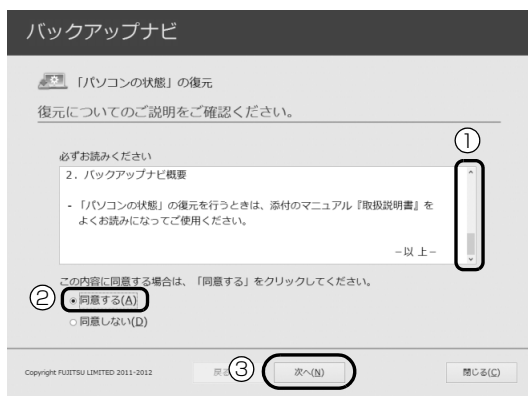 バックアップナビ
「パソコンの状態」の復元
復元についてのご説明をご確認ください。
①
必ずお読みください
2．バックアップナビ概要
- 「パソコンの状態」の復元を行うときは、添付のマニュアル『取扱説明書』を
よくお読みになってご使用ください。
－以 上－
この内容に同意する場合は、「同意する」をクリックしてください。
② 同意する(A)
同意しない(D)
Copyright FUJITSU LIMITED 2011-2012
③ 次へ(N)
閉じる(C)